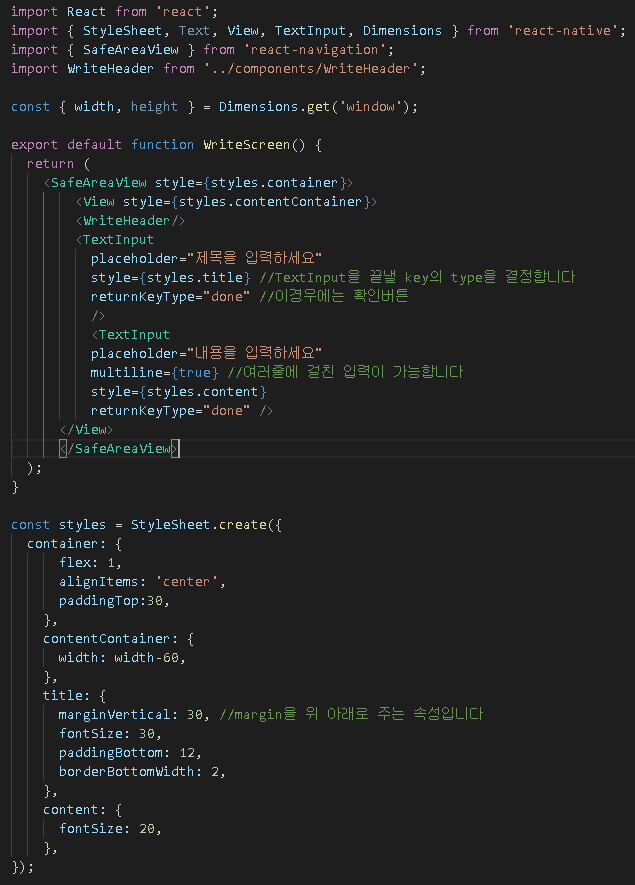 import React from 'react';
import { StyleSheet, Text, View, TextInput, Dimensions } from 'react-native';
import { SafeAreaView } from 'react-navigation';
import WriteHeader from '../components/WriteHeader';

const { width, height } = Dimensions.get('window');

export default function WriteScreen() {
  return (
    <SafeAreaView style={styles.container}>
        <View style={styles.contentContainer}>
        <WriteHeader/>
        <TextInput
          placeholder="제목을 입력하세요"
          style={styles.title} //TextInput을 끝낼 key의 type을 결정합니다
          returnKeyType="done" //이경우에는 확인버튼
          />
          <TextInput
          placeholder="내용을 입력하세요"
          multiline={true} //여러줄에 걸친 입력이 가능합니다
          style={styles.content}
          returnKeyType="done" />
      </View>
      </SafeAreaView>
  );
}

const styles = StyleSheet.create({
  container: {
      flex: 1,
      alignItems: 'center',
      paddingTop:30,
    },
    contentContainer: {
      width: width-60,
    },
    title: {
      marginVertical: 30, //margin을 위 아래로 주는 속성입니다
      fontSize: 30,
      paddingBottom: 12,
      borderBottomWidth: 2,
    },
    content: {
      fontSize: 20,
    },
});